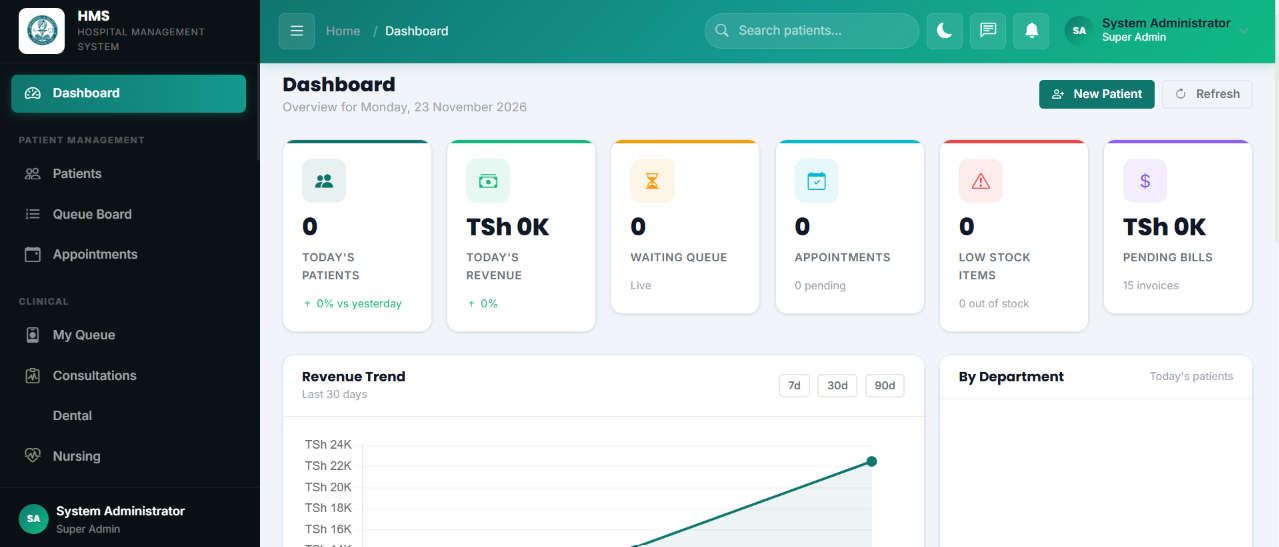 HMS
HOSPITAL MANAGEMENT
SYSTEM
Home / Dashboard
Search patients...
SA
System Administrator
Super Admin
Dashboard
PATIENT MANAGEMENT
Patients
Queue Board
Appointments
CLINICAL
My Queue
Consultations
Dental
Nursing
SA
System Administrator
Super Admin
Dashboard
Overview for Monday, 23 November 2026
New Patient
Refresh
0
TODAY'S
PATIENTS
↑ 0% vs yesterday
TSh 0K
TODAY'S
REVENUE
↑ 0%
0
WAITING QUEUE
Live
0
APPOINTMENTS
0 pending
0
LOW STOCK
ITEMS
0 out of stock
$
TSh 0K
PENDING BILLS
15 invoices
Revenue Trend
Last 30 days
7d
30d
90d
TSh 24K
TSh 22K
TSh 20K
TSh 18K
TSh 16K
By Department
Today's patients